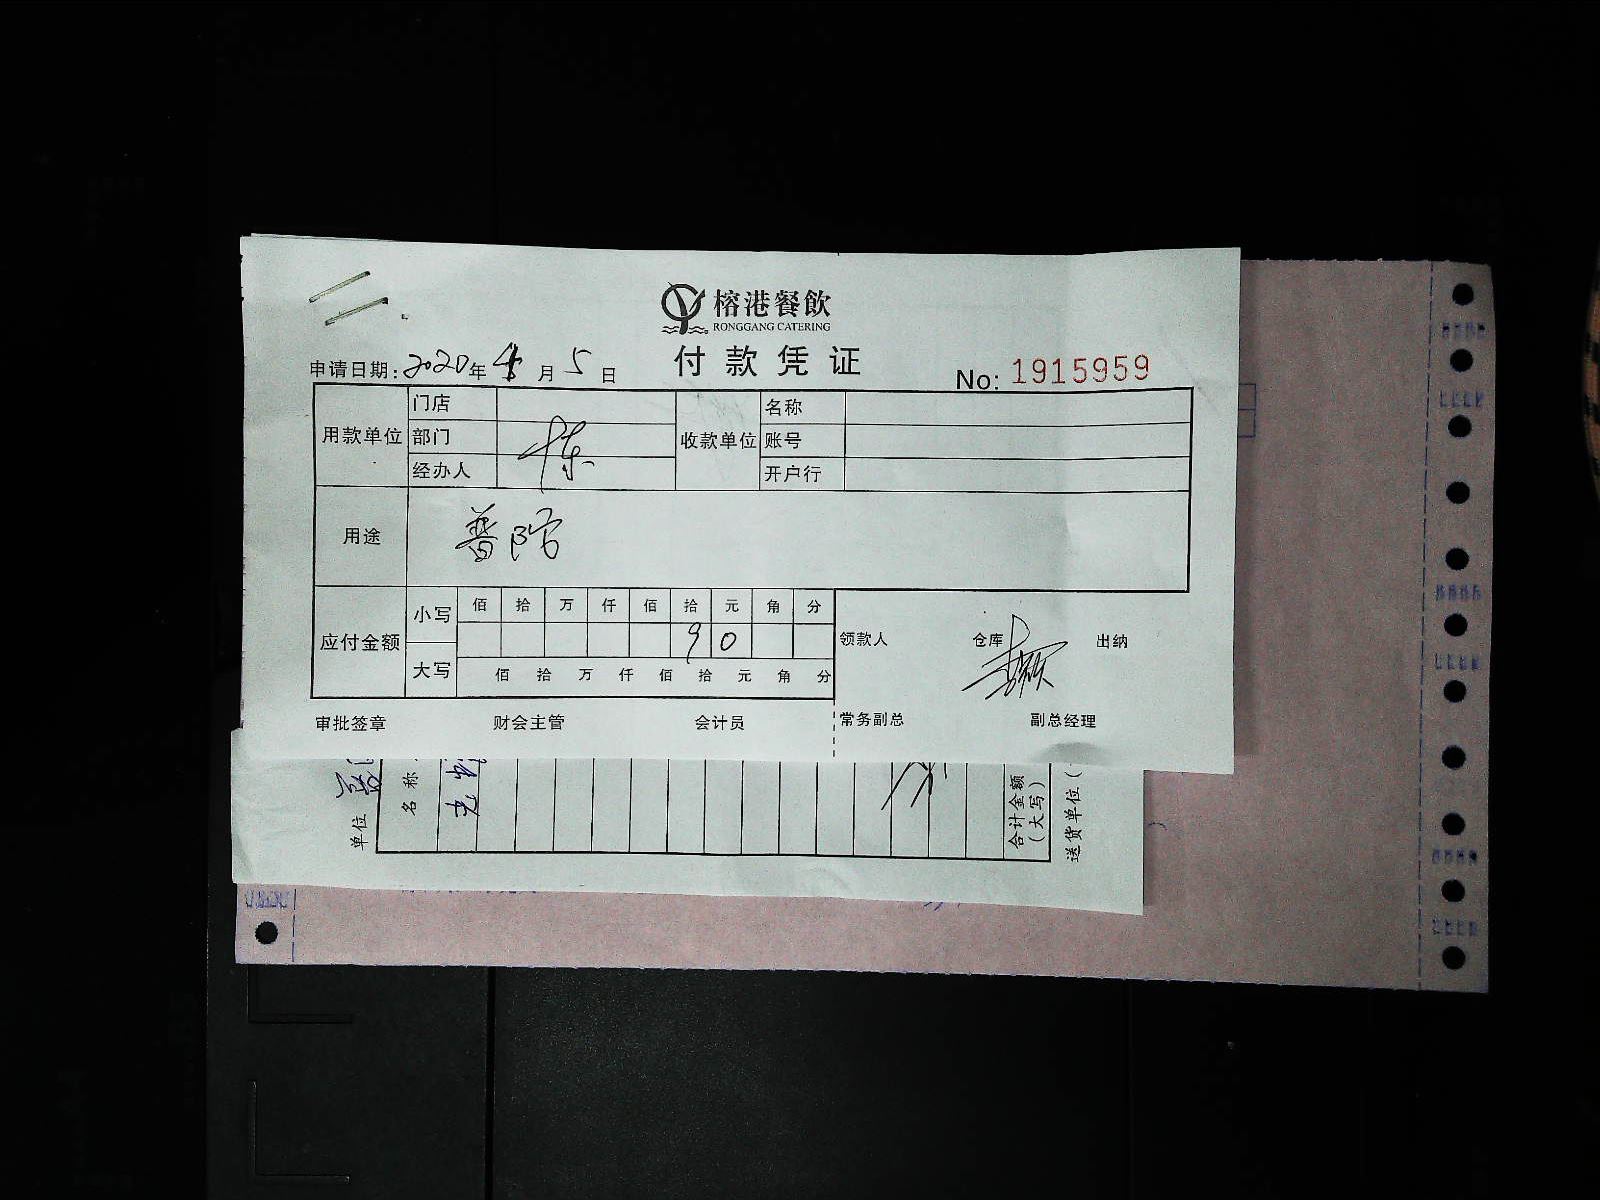 榕港餐飲
RONGGANG CATERING
付款凭证
申请日期: 2020年4月5日
No: 1915959
用款单位 门店 收款单位 名称
部门 账号
经办人 开户行
用途 普陀
应付金额 小写 佰 拾 万 仟 佰 拾 元 角 分
9 0
大写 佰 拾 万 仟 佰 拾 元 角 分
领款人 仓库 出纳
审批签章 财会主管 会计员 常务副总 副总经理
单位
名称
合计金额
(大写)
送货单位(